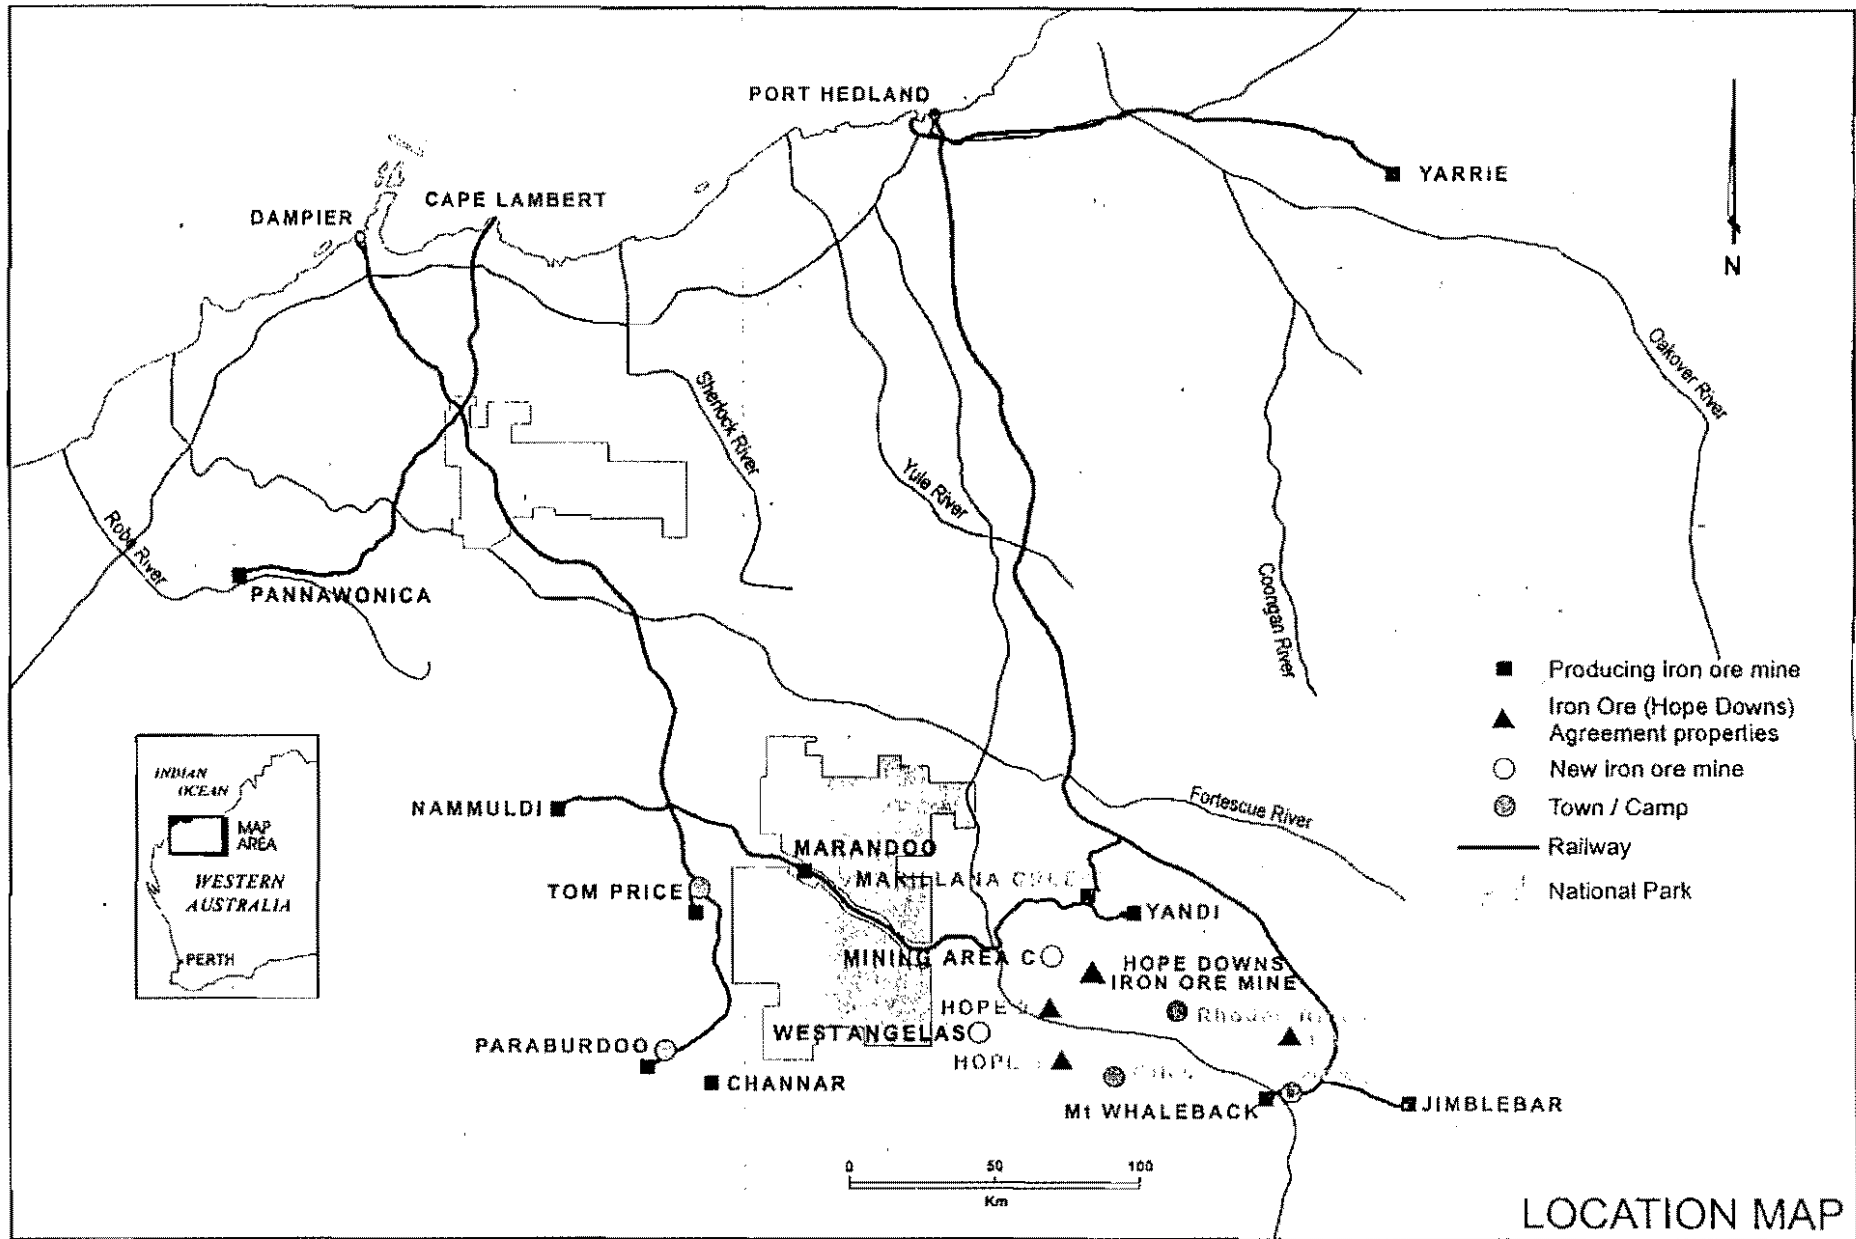 PORT HEDLAND
YARRIE
CAPE LAMBERT
DAMPIER
N
Oakover River
Sherlock River
Yule River
Robe River
Coongan River
PANNAWONICA
Producing iron ore mine
Iron Ore (Hope Downs)
Agreement properties
New iron ore mine
Town / Camp
Railway
National Park
INDIAN
OCEAN
MAP
AREA
WESTERN
AUSTRALIA
PERTH
NAMMULDI
Fortescue River
MARANDOO
TOM PRICE
YANDI
MINING AREA C
HOPE DOWNS
IRON ORE MINE
HOPE
WEST ANGELAS
PARABURDOO
CHANNAR
Mt WHALEBACK
JIMBLEBAR
0 50 100
Km
LOCATION MAP